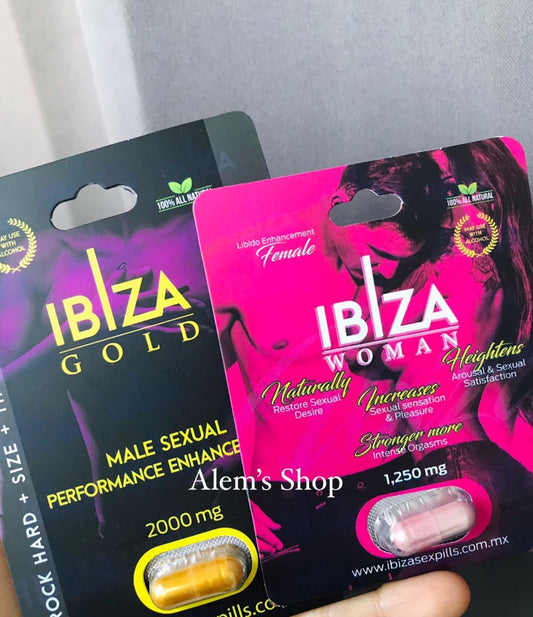 100% ALL NATURAL
MAY USE
WITH
ALCOHOL
IBIZA
GOLD
MALE SEXUAL
PERFORMANCE ENHANCE
2000 mg
ROCK HARD + SIZE +
100% ALL NATURAL
MAY USE
WITH
ALCOHOL
Libido Enhancement
Female
IBIZA
WOMAN
Naturally
Restore Sexual
Desire
Increases
Sexual sensation
& Pleasure
Heightens
Arousal & Sexual
Satisfaction
Stronger more
Intense Orgasms
1,250 mg
www.ibizasexpills.com.mx
Alem's Shop